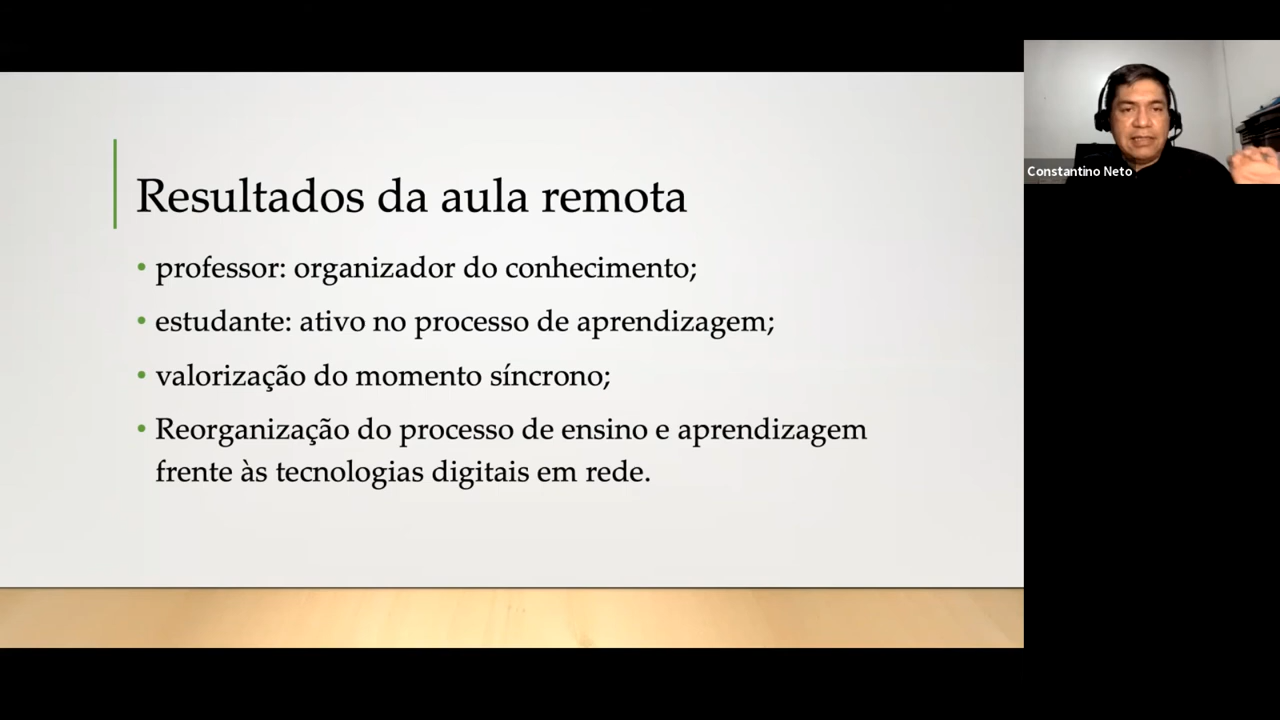 Resultados da aula remota
• professor: organizador do conhecimento;
• estudante: ativo no processo de aprendizagem;
• valorização do momento síncrono;
• Reorganização do processo de ensino e aprendizagem
frente às tecnologias digitais em rede.
Constantino Neto